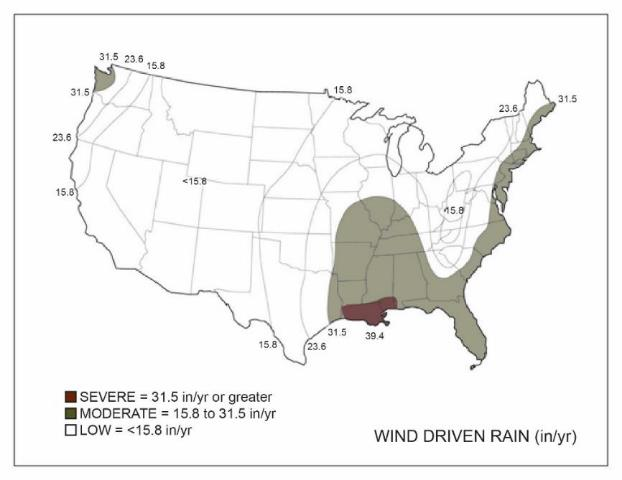 31.5 23.6 15.8
31.5
15.8
23.6
31.5
23.6
<15.8
15.8
15.8
31.5
15.8
23.6
39.4
SEVERE = 31.5 in/yr or greater
MODERATE = 15.8 to 31.5 in/yr
LOW = <15.8 in/yr
WIND DRIVEN RAIN (in/yr)